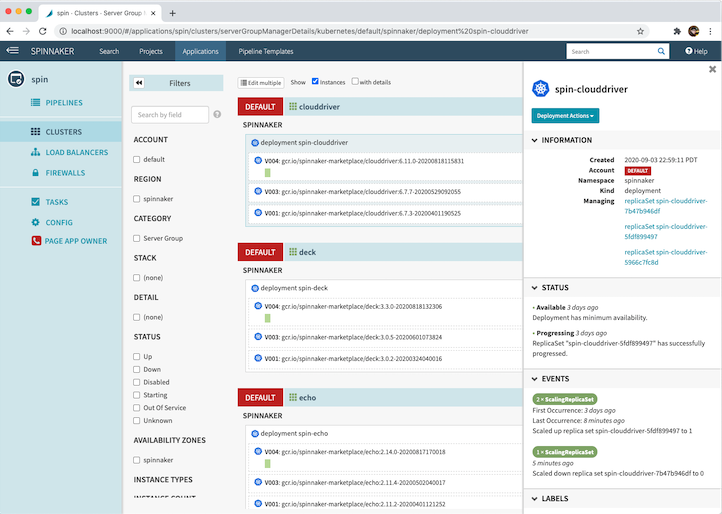 spin · Clusters · Server Group
localhost:9000/#/applications/spin/clusters/serverGroupManagerDetails/kubernetes/default/spinnaker/deployment%20spin-clouddriver
SPINNAKER
Search
Projects
Applications
Pipeline Templates
Search
Help
spin
PIPELINES
CLUSTERS
LOAD BALANCERS
FIREWALLS
TASKS
CONFIG
PAGE APP OWNER
Filters
Search by field
ACCOUNT
default
REGION
spinnaker
CATEGORY
Server Group
STACK
(none)
DETAIL
(none)
STATUS
Up
Down
Disabled
Starting
Out Of Service
Unknown
AVAILABILITY ZONES
spinnaker
INSTANCE TYPES
INSTANCE COUNT
Edit multiple
Show
Instances
with details
DEFAULT
clouddriver
SPINNAKER
deployment spin-clouddriver
V004: gcr.io/spinnaker-marketplace/clouddriver:6.11.0-20200818115831
V003: gcr.io/spinnaker-marketplace/clouddriver:6.7.7-20200529092055
V001: gcr.io/spinnaker-marketplace/clouddriver:6.7.3-20200401190525
DEFAULT
deck
SPINNAKER
deployment spin-deck
V004: gcr.io/spinnaker-marketplace/deck:3.3.0-20200818132306
V003: gcr.io/spinnaker-marketplace/deck:3.0.5-20200601073824
V001: gcr.io/spinnaker-marketplace/deck:3.0.2-20200324040016
DEFAULT
echo
SPINNAKER
deployment spin-echo
V004: gcr.io/spinnaker-marketplace/echo:2.14.0-20200817170018
V003: gcr.io/spinnaker-marketplace/echo:2.11.4-20200502040017
V001: gcr.io/spinnaker-marketplace/echo:2.11.2-20200401121252
spin-clouddriver
Deployment Actions
INFORMATION
Created 2020-09-03 22:59:11 PDT
Account DEFAULT
Namespace spinnaker
Kind deployment
Managing replicaSet spin-clouddriver-
7b47b946df
replicaSet spin-clouddriver-
5fdf899497
replicaSet spin-clouddriver-
5966c7fc8d
STATUS
• Available 3 days ago
Deployment has minimum availability.
• Progressing 3 days ago
ReplicaSet "spin-clouddriver-5fdf899497" has successfully
progressed.
EVENTS
2 × ScalingReplicaSet
First Occurrence: 3 days ago
Last Occurrence: 8 minutes ago
Scaled up replica set spin-clouddriver-5fdf899497 to 1
1 × ScalingReplicaSet
5 minutes ago
Scaled down replica set spin-clouddriver-7b47b946df to 0
LABELS